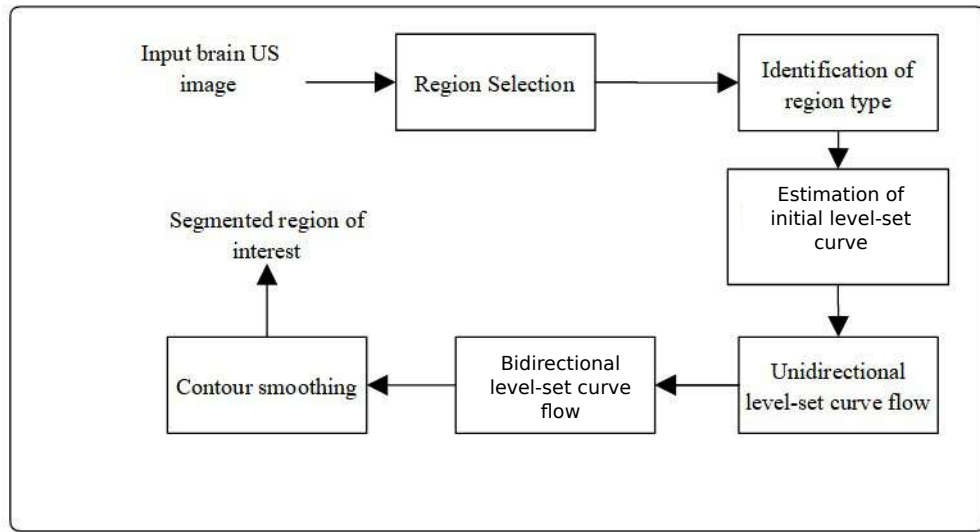 Input brain US
image
Region Selection
Identification of
region type
Estimation of
initial level-set
curve
Unidirectional
level-set curve flow
Bidirectional
level-set curve
flow
Contour smoothing
Segmented region of
interest